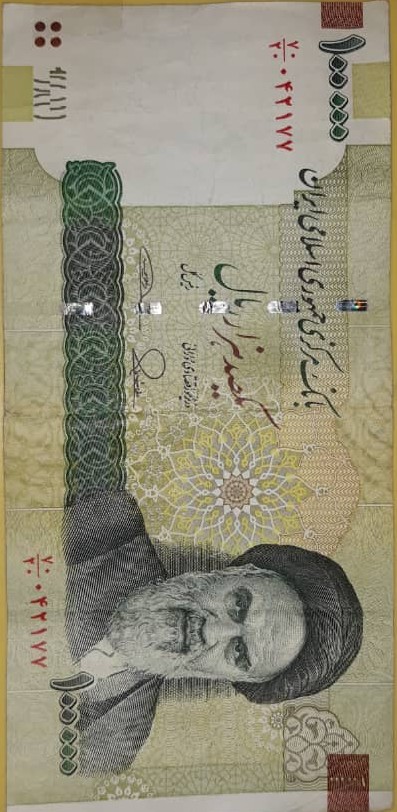 ۱۰۰۰۰۰
۷۰/۲۰ ۰۴۲۱۷۷
بانک مرکزی جمهوری اسلامی ایران
یکصد هزار ریال
وزیر امور اقتصادی و دارائی
رئیس کل
۱۰۰۰۰۰
۷۰/۲۰ ۰۴۲۱۷۷